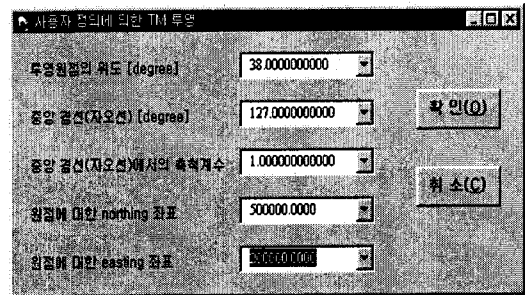 사용자 정의에 의한 TM 투영
투영원점의 위도 [degree] 38.0000000000
중앙 경선(자오선) [degree] 127.0000000000
확 인(O)
중앙 경선(자오선)에서의 축척계수 1.000000000000
취 소(C)
원점에 대한 northing 좌표 500000.0000
원점에 대한 easting 좌표